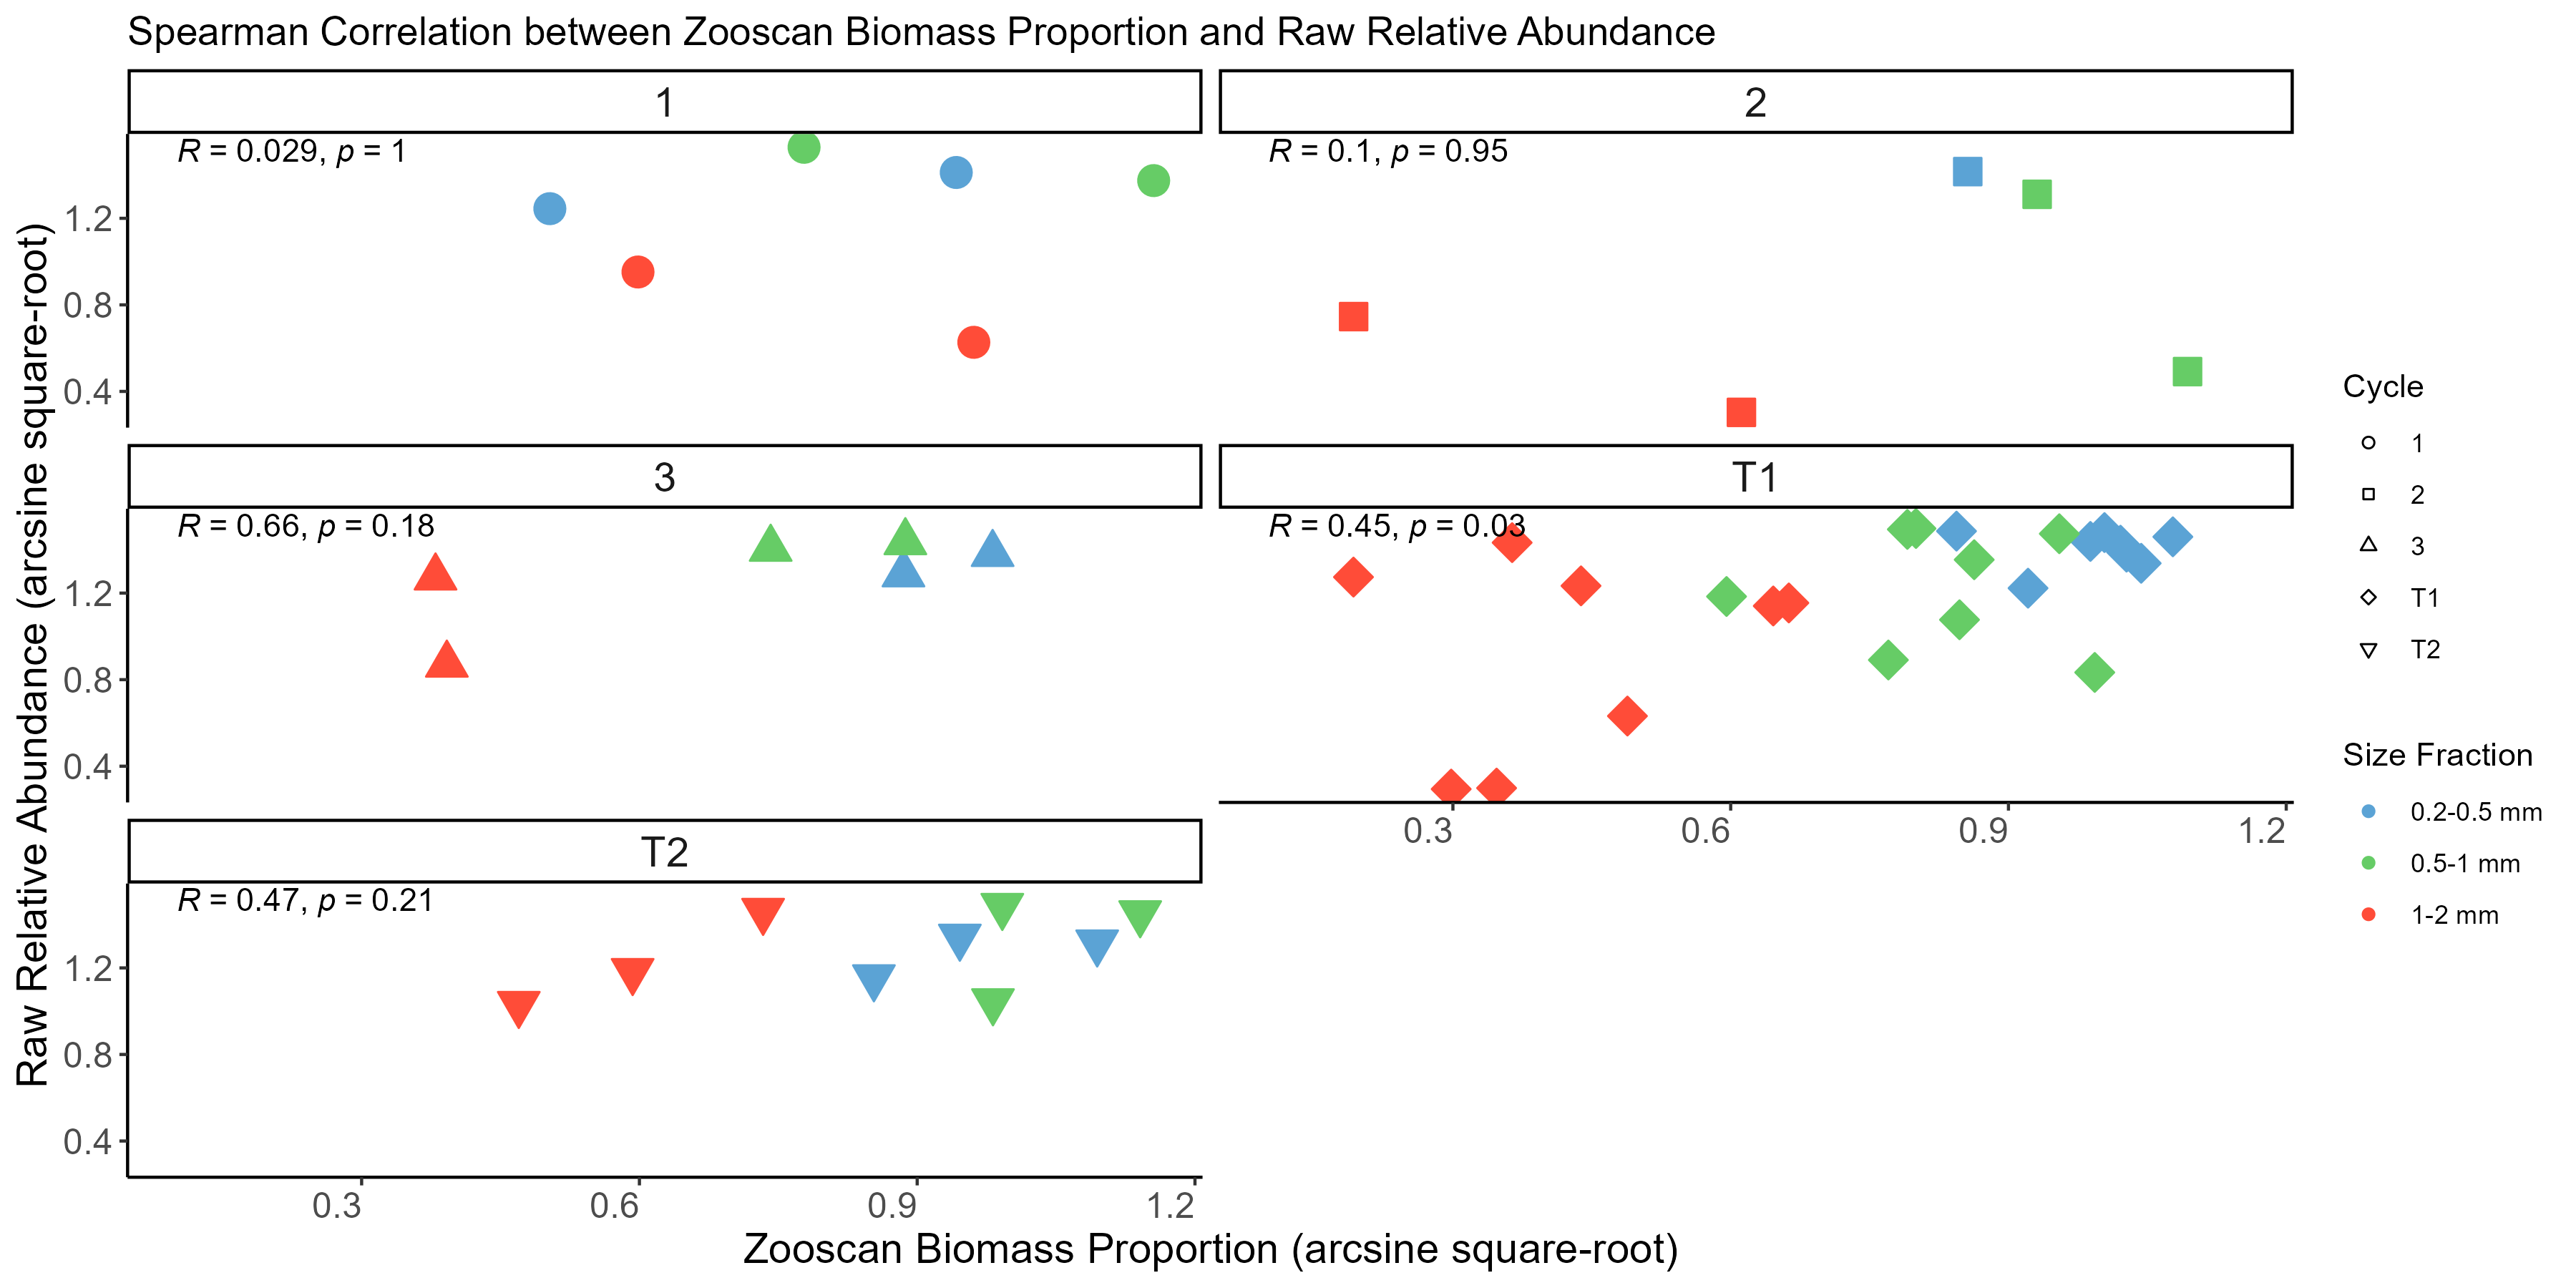 Spearman Correlation between Zooscan Biomass Proportion and Raw Relative Abundance
1
R = 0.029, p = 1
1.2
0.8
0.4
2
R = 0.1, p = 0.95
3
R = 0.66, p = 0.18
1.2
0.8
0.4
T1
R = 0.45, p = 0.03
0.3
0.6
0.9
1.2
T2
R = 0.47, p = 0.21
1.2
0.8
0.4
0.3
0.6
0.9
1.2
Raw Relative Abundance (arcsine square-root)
Zooscan Biomass Proportion (arcsine square-root)
Cycle
1
2
3
T1
T2
Size Fraction
0.2-0.5 mm
0.5-1 mm
1-2 mm